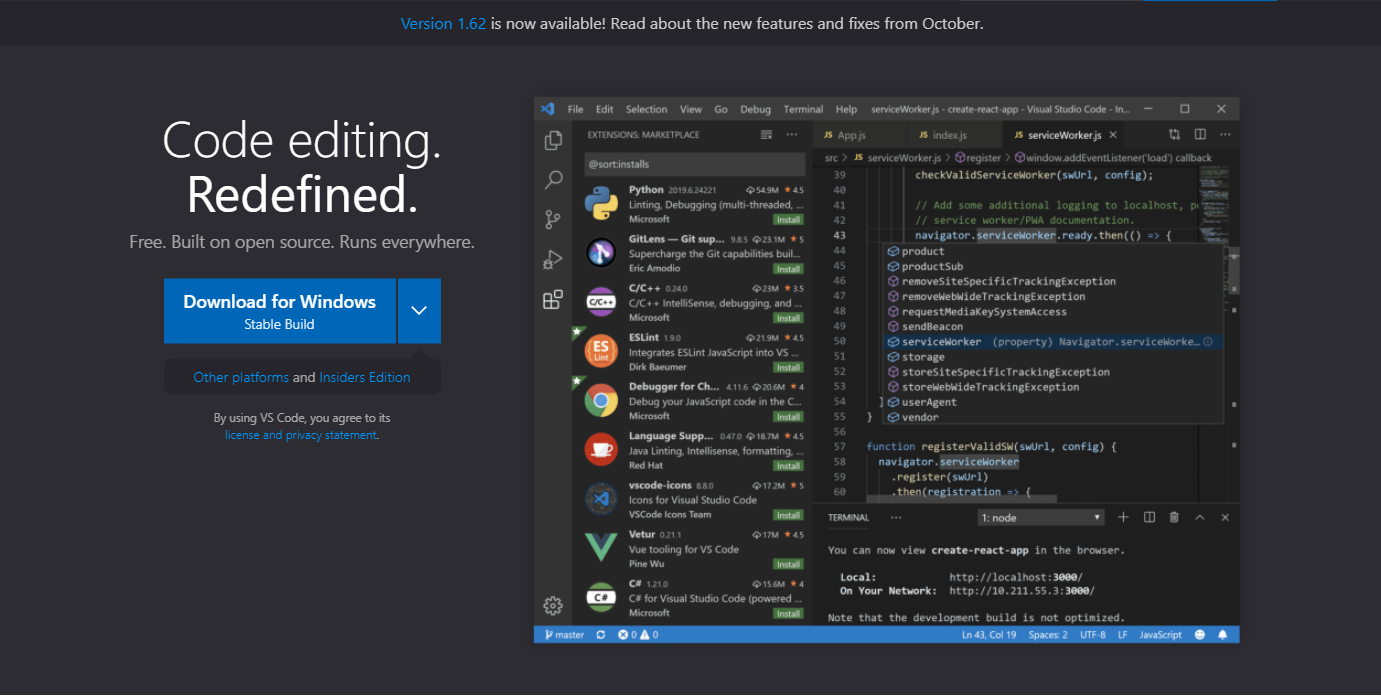 Version 1.62 is now available! Read about the new features and fixes from October.
Code editing.
Redefined.
Free. Built on open source. Runs everywhere.
Download for Windows
Stable Build
Other platforms and Insiders Edition
By using VS Code, you agree to its
license and privacy statement.
File Edit Selection View Go Debug Terminal Help serviceWorker.js - create-react-app - Visual Studio Code - In...
EXTENSIONS: MARKETPLACE
@sort:installs
Python 2019.6.24221 54.9M 4.5
Linting, Debugging (multi-threaded, ...
Microsoft Install
GitLens — Git sup... 9.8.5 23.1M 5
Supercharge the Git capabilities buil...
Eric Amodio Install
C/C++
C/C++ 0.24.0 23M 3.5
C/C++ IntelliSense, debugging, and ...
Microsoft Install
ES
Lint
ESLint 1.9.0 21.9M 4.5
Integrates ESLint JavaScript into VS ...
Dirk Baeumer Install
Debugger for Ch... 4.11.6 20.6M 4
Debug your JavaScript code in the C...
Microsoft Install
Language Supp... 0.47.0 18.7M 4.5
Java Linting, Intellisense, formatting, ...
Red Hat Install
vscode-icons 8.8.0 17.2M 5
Icons for Visual Studio Code
VSCode Icons Team Install
Vetur 0.21.1 17M 4.5
Vue tooling for VS Code
Pine Wu Install
C#
C# 1.21.0 15.6M 4
C# for Visual Studio Code (powered ...
Microsoft Install
JS App.js JS index.js JS serviceWorker.js
src > JS serviceWorker.js > register > window.addEventListener('load') callback
39 checkValidServiceWorker(swUrl, config);
40
41 // Add some additional logging to localhost, po
42 // service worker/PWA documentation.
43 navigator.serviceWorker.ready.then(() => {
44 product
45 productSub
46 removeSiteSpecificTrackingException
47 removeWebWideTrackingException
48 requestMediaKeySystemAccess
49 sendBeacon
50 serviceWorker (property) Navigator.serviceWorke...
51 storage
52 storeSiteSpecificTrackingException
53 storeWebWideTrackingException
54 } userAgent
55 } vendor
56
57 function registerValidSW(swUrl, config) {
58 navigator.serviceWorker
59 .register(swUrl)
60 .then(registration => {
TERMINAL ... 1: node
You can now view create-react-app in the browser.
Local: http://localhost:3000/
On Your Network: http://10.211.55.3:3000/
Note that the development build is not optimized.
master 0 0 Ln 43, Col 19 Spaces: 2 UTF-8 LF JavaScript